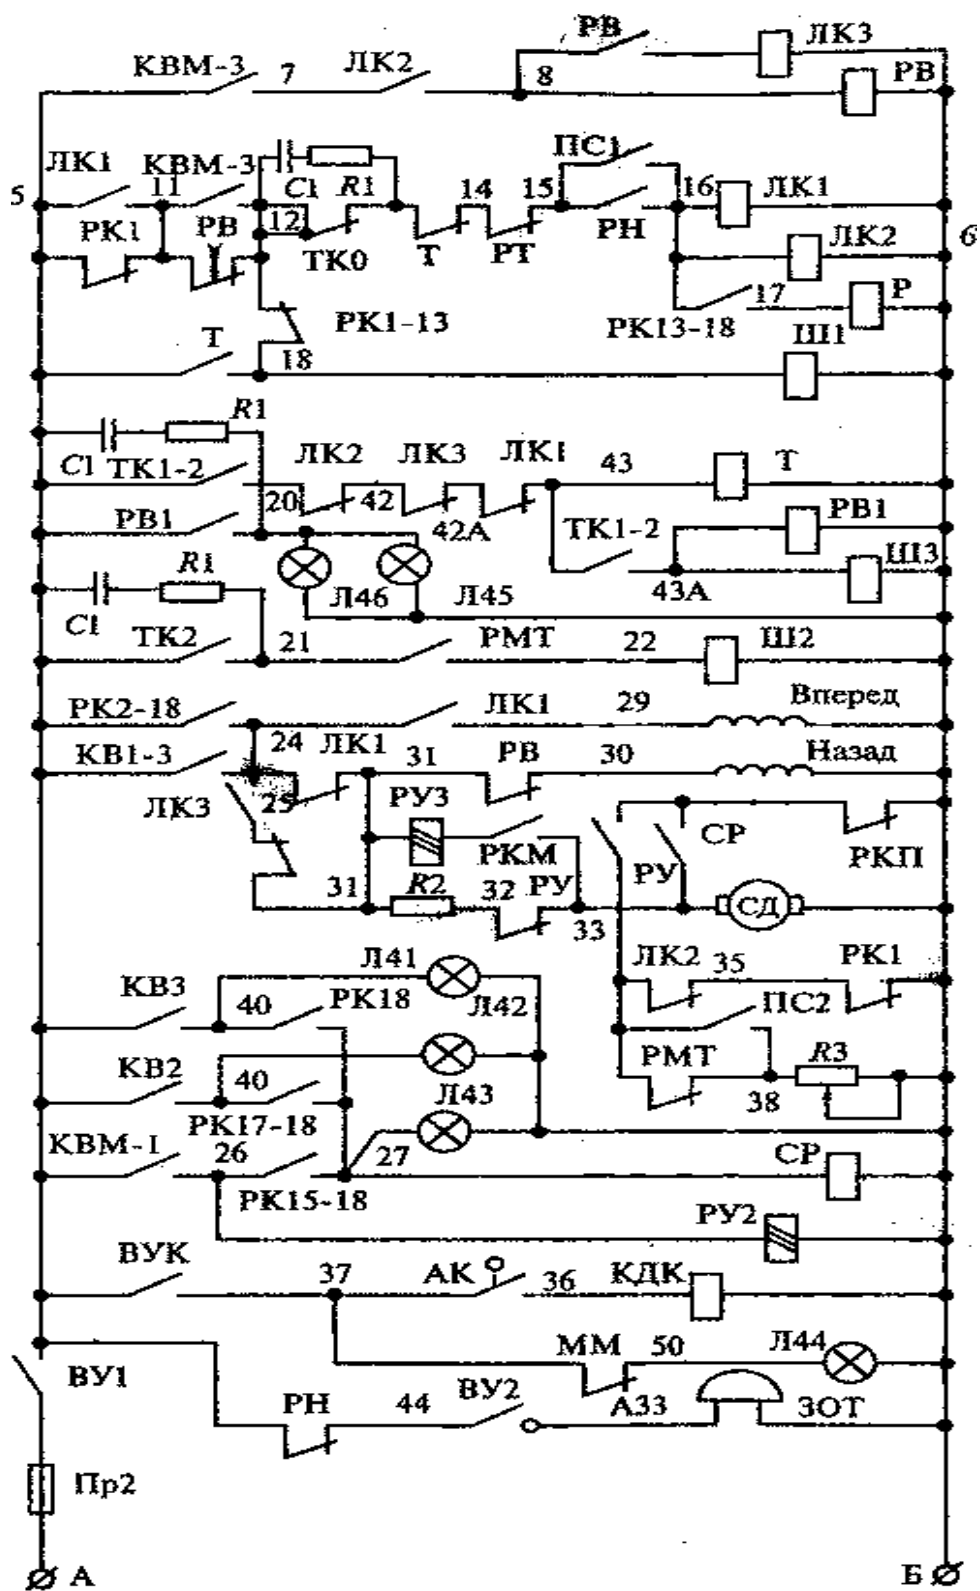 РВ ЛК3
КВМ-3 7 ЛК2 8 РВ
ЛК1 КВМ-3 С1 R1 ПС1
5 11 12 14 15 16 ЛК1
РК1 РВ ТК0 Т РТ РН ЛК2 6
РК1-13 РК13-18 17 Р
Т 18 Ш1
R1
С1 ТК1-2 ЛК2 ЛК3 ЛК1 43 Т
20 42 42А
РВ1 ТК1-2 РВ1
R1 Л46 Л45 43А Ш3
С1
ТК2 21 РМТ 22 Ш2
РК2-18 ЛК1 29 Вперед
24
КВ1-3 ЛК1 31 РВ 30 Назад
ЛК3 25 РУ3 РКМ СР РКП
РУ
31 R2 32 РУ 33 СД
Л41 ЛК2 35 РК1
КВ3 40 РК18 Л42 ПС2
КВ2 40 Л43 РМТ R3
РК17-18 38
КВМ-1 26 27 СР
РК15-18
РУ2
ВУК 37 АК 36 КДК
ММ 50 Л44
ВУ1 РН 44 ВУ2 А33 ЗОТ
Пр2
А Б